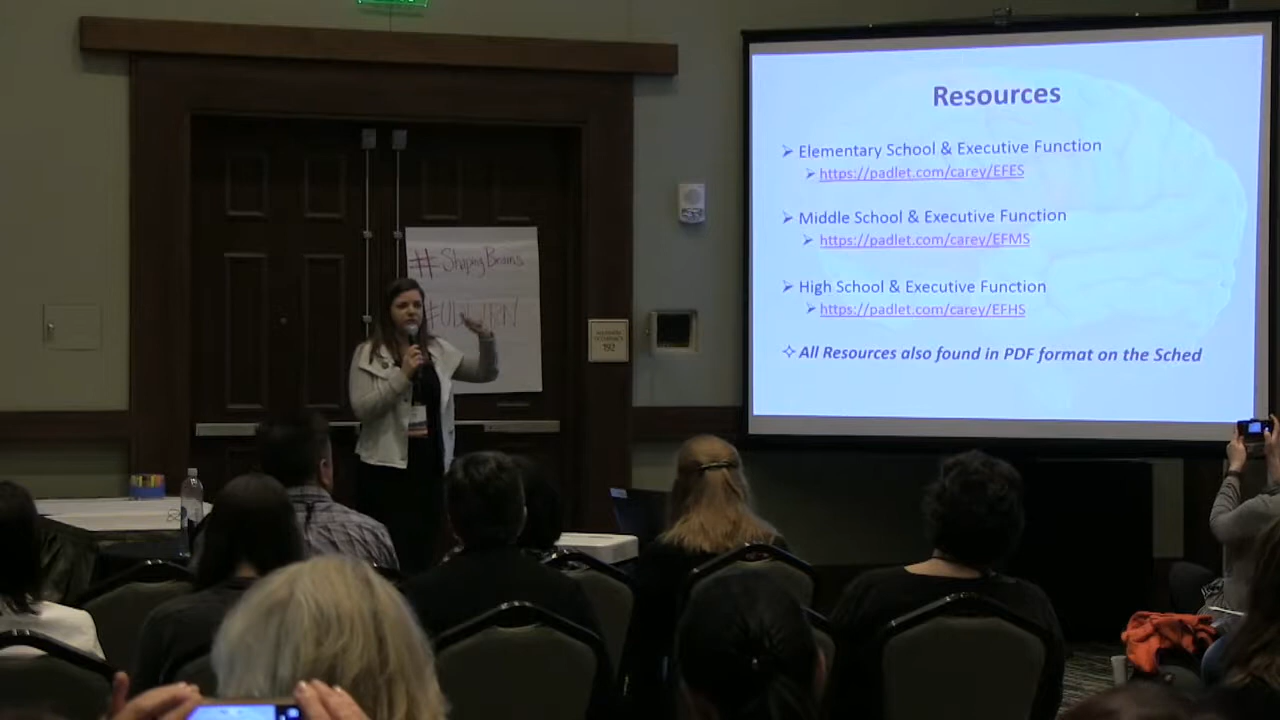 Resources
➢ Elementary School & Executive Function
➢ https://padlet.com/carey/EFES
➢ Middle School & Executive Function
➢ https://padlet.com/carey/EFMS
➢ High School & Executive Function
➢ https://padlet.com/carey/EFHS
✧ All Resources also found in PDF format on the Sched
#ShapingBrains
192